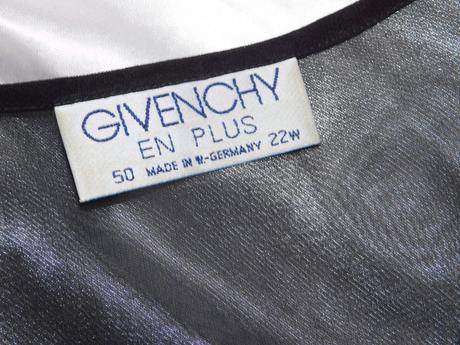 GIVENCHY
EN PLUS
50 MADE IN W.-GERMANY 22W